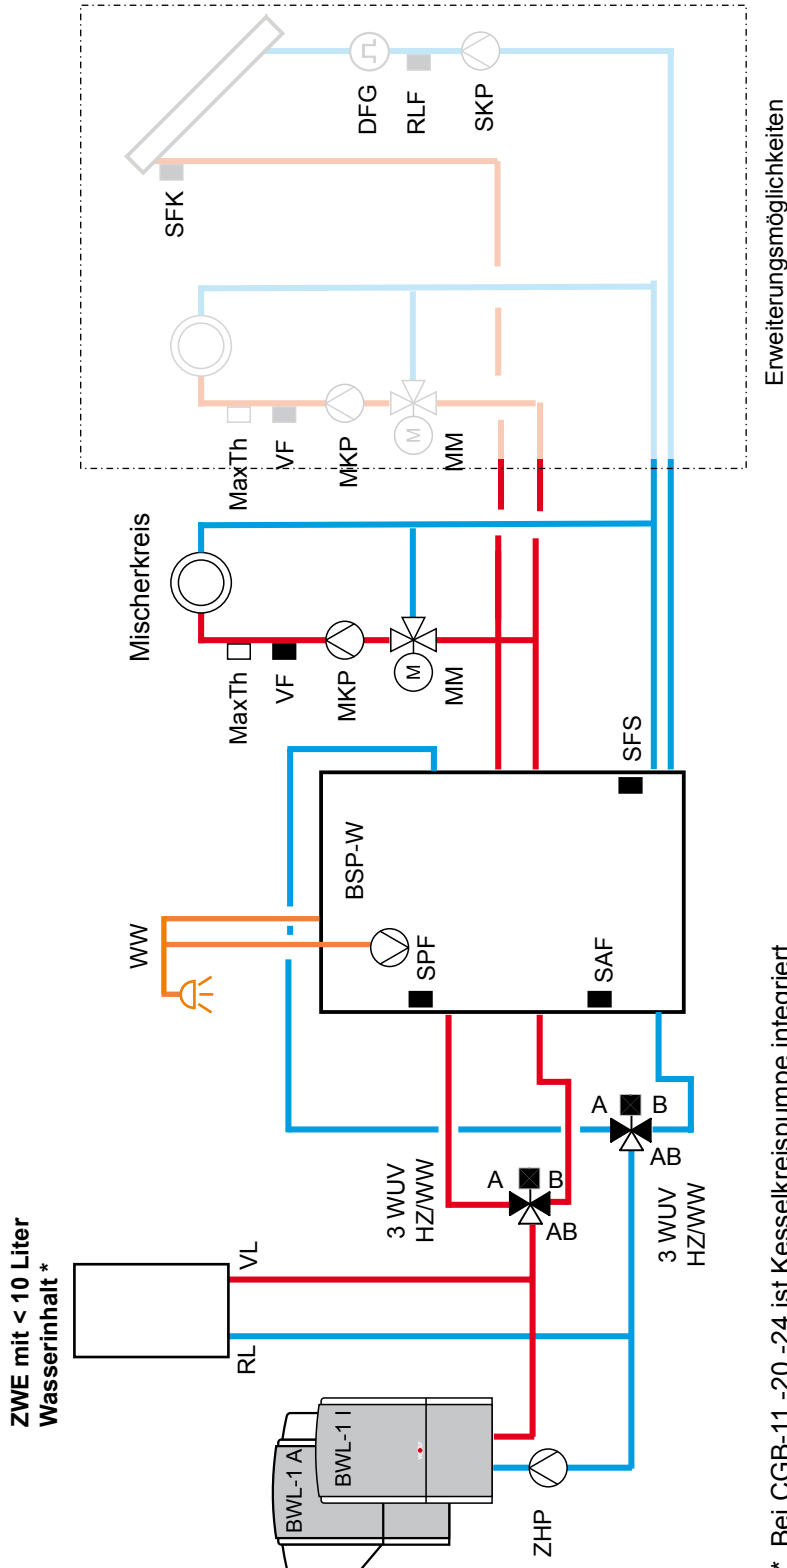 ZWE mit < 10 Liter
Wasserinhalt *
RL
VL
BWL-1 A
BWL-1 I
ZHP
3 WUV
HZ/WW
A
B
AB
3 WUV
HZ/WW
A
B
AB
WW
BSP-W
SPF
SAF
SFS
Mischerkreis
MaxTh
VF
MKP
M
MM
MaxTh
VF
MKP
M
MM
SFK
DFG
RLF
SKP
Erweiterungsmöglichkeiten
* Bei CGB-11 -20 -24 ist Kesselkreispumpe integriert